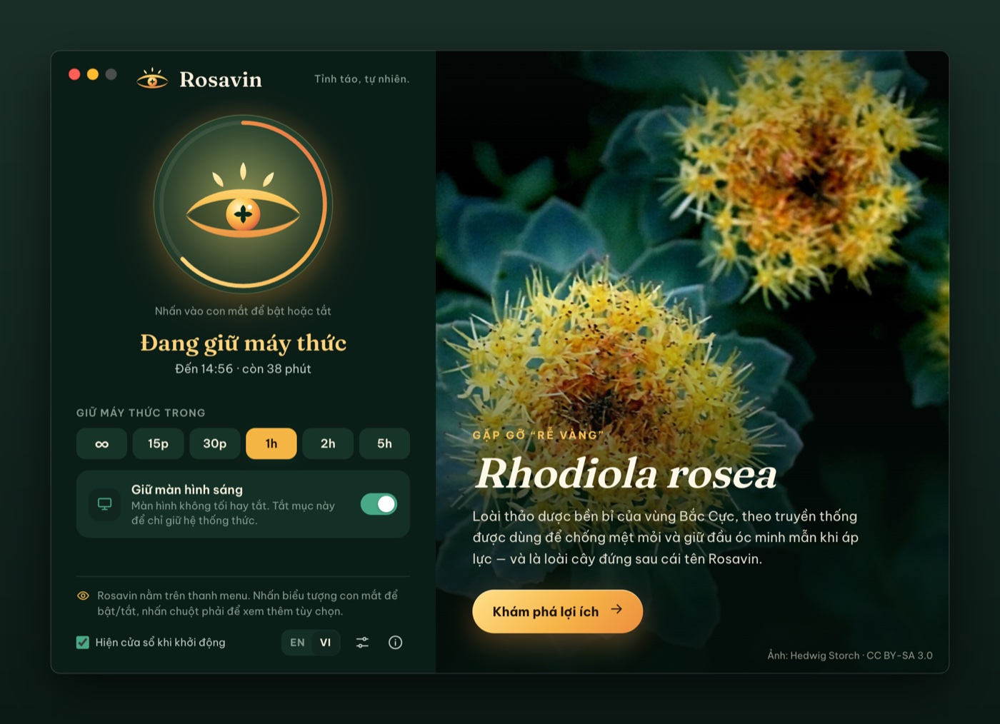 Rosavin
Tỉnh táo, tự nhiên.
Nhấn vào con mắt để bật hoặc tắt
Đang giữ máy thức
Đến 14:56 · còn 38 phút
GIỮ MÁY THỨC TRONG
∞ 15p 30p 1h 2h 5h
Giữ màn hình sáng
Màn hình không tối hay tắt. Tắt mục này
để chỉ giữ hệ thống thức.
Rosavin nằm trên thanh menu. Nhấn biểu tượng con mắt để
bật/tắt, nhấn chuột phải để xem thêm tùy chọn.
Hiện cửa sổ khi khởi động
EN VI
GẶP GỠ “RỄ VÀNG”
Rhodiola rosea
Loài thảo dược bền bỉ của vùng Bắc Cực, theo truyền thống
được dùng để chống mệt mỏi và giữ đầu óc minh mẫn khi áp
lực — và là loài cây đứng sau cái tên Rosavin.
Khám phá lợi ích →
Ảnh: Hedwig Storch · CC BY-SA 3.0